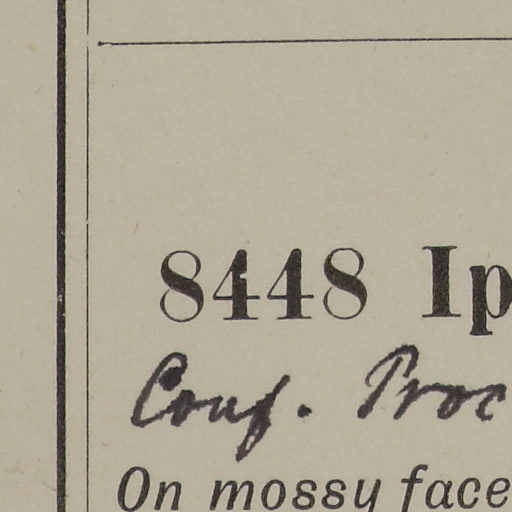 8448 Ip
Conf. Proc
On mossy face